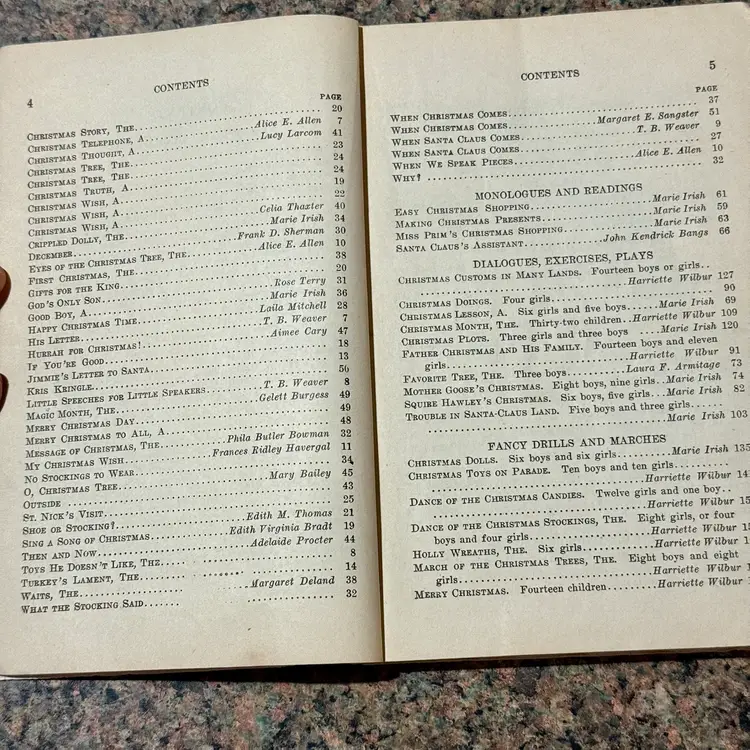 4
CONTENTS
PAGE
CHRISTMAS STORY, THE 20
CHRISTMAS TELEPHONE, A Alice E. Allen 7
CHRISTMAS THOUGHT, A Lucy Larcom 41
CHRISTMAS TREE, THE 23
CHRISTMAS TREE, THE 24
CHRISTMAS TRUTH, A 24
CHRISTMAS WISH, A 19
CHRISTMAS WISH, A 22
CHRISTMAS WISH, A Celia Thaxter 40
CRIPPLED DOLLY, THE Marie Irish 34
DECEMBER Frank D. Sherman 30
EYES OF THE CHRISTMAS TREE, THE Alice E. Allen 10
FIRST CHRISTMAS, THE 38
GIFTS FOR THE KING 20
GOD'S ONLY SON Rose Terry 31
GOOD BOY, A Marie Irish 36
HAPPY CHRISTMAS TIME Laila Mitchell 28
HIS LETTER T. B. Weaver 7
HURRAH FOR CHRISTMAS! Aimee Cary 47
IF YOU'RE GOOD 18
JIMMIE'S LETTER TO SANTA 13
KRIS KRINGLE 50
LITTLE SPEECHES FOR LITTLE SPEAKERS T. B. Weaver 8
MAGIC MONTH, THE Gelett Burgess 49
MERRY CHRISTMAS DAY 49
MERRY CHRISTMAS TO ALL, A 48
MESSAGE OF CHRISTMAS, THE Phila Butler Bowman 32
MY CHRISTMAS WISH Frances Ridley Havergal 11
NO STOCKINGS TO WEAR 34
O, CHRISTMAS TREE Mary Bailey 45
OUTSIDE 43
ST. NICK'S VISIT 25
SHOE OR STOCKING? Edith M. Thomas 21
SING A SONG OF CHRISTMAS Edith Virginia Bradt 19
THEN AND NOW Adelaide Procter 44
TOYS HE DOESN'T LIKE, THE 8
TURKEY'S LAMENT, THE 14
WAITS, THE Margaret Deland 38
WHAT THE STOCKING SAID 32
CONTENTS
5
PAGE
WHEN CHRISTMAS COMES 37
WHEN CHRISTMAS COMES Margaret E. Sangster 51
WHEN SANTA CLAUS COMES T. B. Weaver 9
WHEN SANTA CLAUS COMES 27
WHEN WE SPEAK PIECES Alice E. Allen 10
WHY? 32
MONOLOGUES AND READINGS
EASY CHRISTMAS SHOPPING Marie Irish 61
MAKING CHRISTMAS PRESENTS Marie Irish 59
MISS PRIM'S CHRISTMAS SHOPPING Marie Irish 63
SANTA CLAUS'S ASSISTANT John Kendrick Bangs 66
DIALOGUES, EXERCISES, PLAYS
CHRISTMAS CUSTOMS IN MANY LANDS. Fourteen boys or girls
Harriette Wilbur 127
CHRISTMAS DOINGS. Four girls 90
CHRISTMAS LESSON, A. Six girls and five boys Marie Irish 69
CHRISTMAS MONTH, THE. Thirty-two children Harriette Wilbur 109
CHRISTMAS PLOTS. Three girls and three boys Marie Irish 120
FATHER CHRISTMAS AND HIS FAMILY. Fourteen boys and eleven
girls Harriette Wilbur 91
FAVORITE TREE, THE. Three boys Laura F. Armitage 73
MOTHER GOOSE'S CHRISTMAS. Eight boys, nine girls Marie Irish 74
SQUIRE HAWLEY'S CHRISTMAS. Six boys, five girls Marie Irish 82
TROUBLE IN SANTA-CLAUS LAND. Five boys and three girls
Marie Irish 103
FANCY DRILLS AND MARCHES
CHRISTMAS DOLLS. Six boys and six girls Marie Irish 135
CHRISTMAS TOYS ON PARADE. Ten boys and ten girls
Harriette Wilbur 14
DANCE OF THE CHRISTMAS CANDIES. Twelve girls and one boy
Harriette Wilbur 15
DANCE OF THE CHRISTMAS STOCKINGS, THE. Eight girls, or four
boys and four girls Harriette Wilbur 1
HOLLY WREATHS, THE. Six girls Harriette Wilbur 1
MARCH OF THE CHRISTMAS TREES, THE. Eight boys and eight
girls Harriette Wilbur 1
MERRY CHRISTMAS. Fourteen children Harriette Wilbur